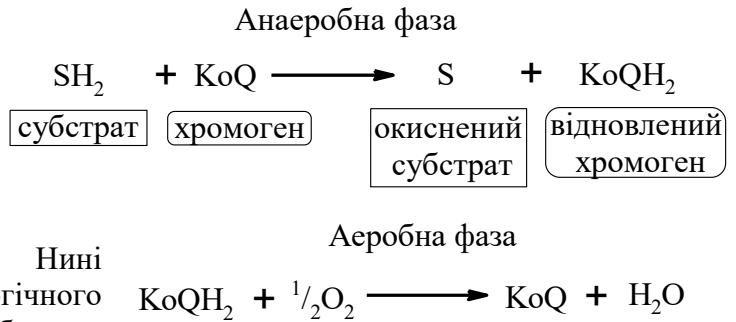 Анаеробна фаза
SH₂ + KoQ ⟶ S + KoQH₂
субстрат хромоген окиснений відновлений
субстрат хромоген
Аеробна фаза
Нині
гічного KoQH₂ + ¹/₂O₂ ⟶ KoQ + H₂O